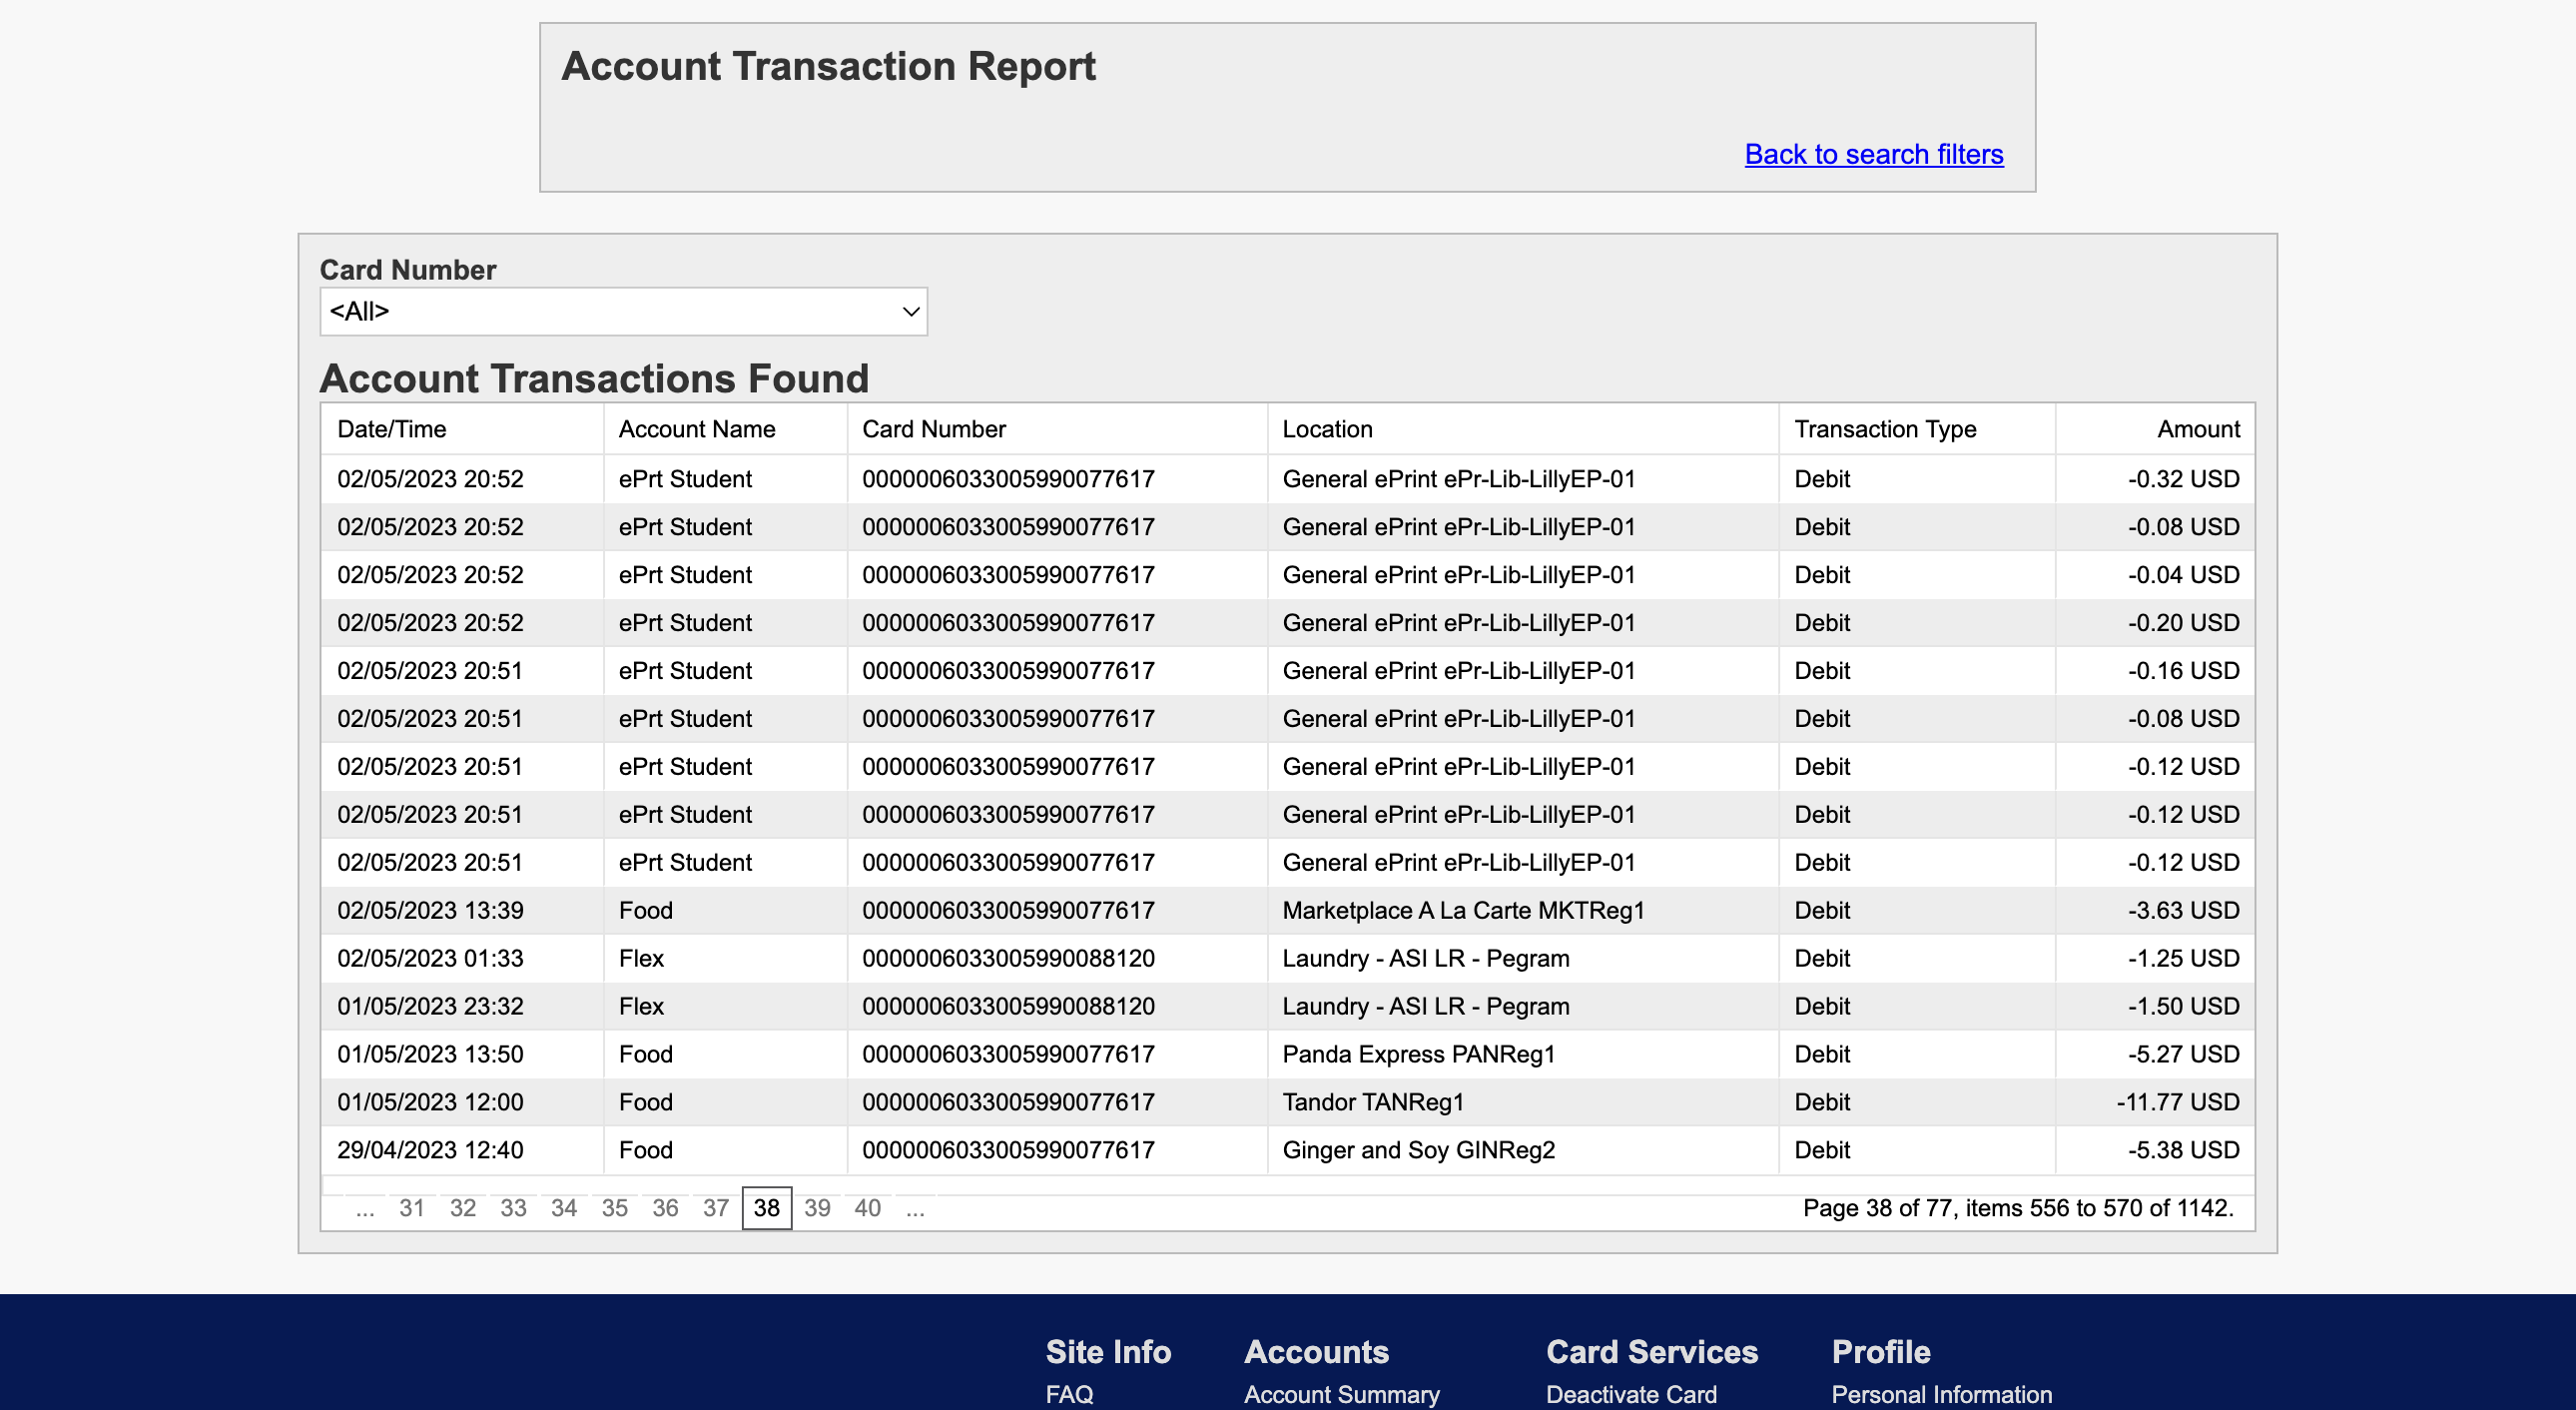 Account Transaction Report
Back to search filters
Card Number
<All>
Account Transactions Found
Date/Time Account Name Card Number Location Transaction Type Amount
02/05/2023 20:52 ePrt Student 0000006033005990077617 General ePrint ePr-Lib-LillyEP-01 Debit -0.32 USD
02/05/2023 20:52 ePrt Student 0000006033005990077617 General ePrint ePr-Lib-LillyEP-01 Debit -0.08 USD
02/05/2023 20:52 ePrt Student 0000006033005990077617 General ePrint ePr-Lib-LillyEP-01 Debit -0.04 USD
02/05/2023 20:52 ePrt Student 0000006033005990077617 General ePrint ePr-Lib-LillyEP-01 Debit -0.20 USD
02/05/2023 20:51 ePrt Student 0000006033005990077617 General ePrint ePr-Lib-LillyEP-01 Debit -0.16 USD
02/05/2023 20:51 ePrt Student 0000006033005990077617 General ePrint ePr-Lib-LillyEP-01 Debit -0.08 USD
02/05/2023 20:51 ePrt Student 0000006033005990077617 General ePrint ePr-Lib-LillyEP-01 Debit -0.12 USD
02/05/2023 20:51 ePrt Student 0000006033005990077617 General ePrint ePr-Lib-LillyEP-01 Debit -0.12 USD
02/05/2023 20:51 ePrt Student 0000006033005990077617 General ePrint ePr-Lib-LillyEP-01 Debit -0.12 USD
02/05/2023 13:39 Food 0000006033005990077617 Marketplace A La Carte MKTReg1 Debit -3.63 USD
02/05/2023 01:33 Flex 0000006033005990088120 Laundry - ASI LR - Pegram Debit -1.25 USD
01/05/2023 23:32 Flex 0000006033005990088120 Laundry - ASI LR - Pegram Debit -1.50 USD
01/05/2023 13:50 Food 0000006033005990077617 Panda Express PANReg1 Debit -5.27 USD
01/05/2023 12:00 Food 0000006033005990077617 Tandor TANReg1 Debit -11.77 USD
29/04/2023 12:40 Food 0000006033005990077617 Ginger and Soy GINReg2 Debit -5.38 USD
... 31 32 33 34 35 36 37 38 39 40 ... Page 38 of 77, items 556 to 570 of 1142.
Site Info Accounts Card Services Profile
FAQ Account Summary Deactivate Card Personal Information